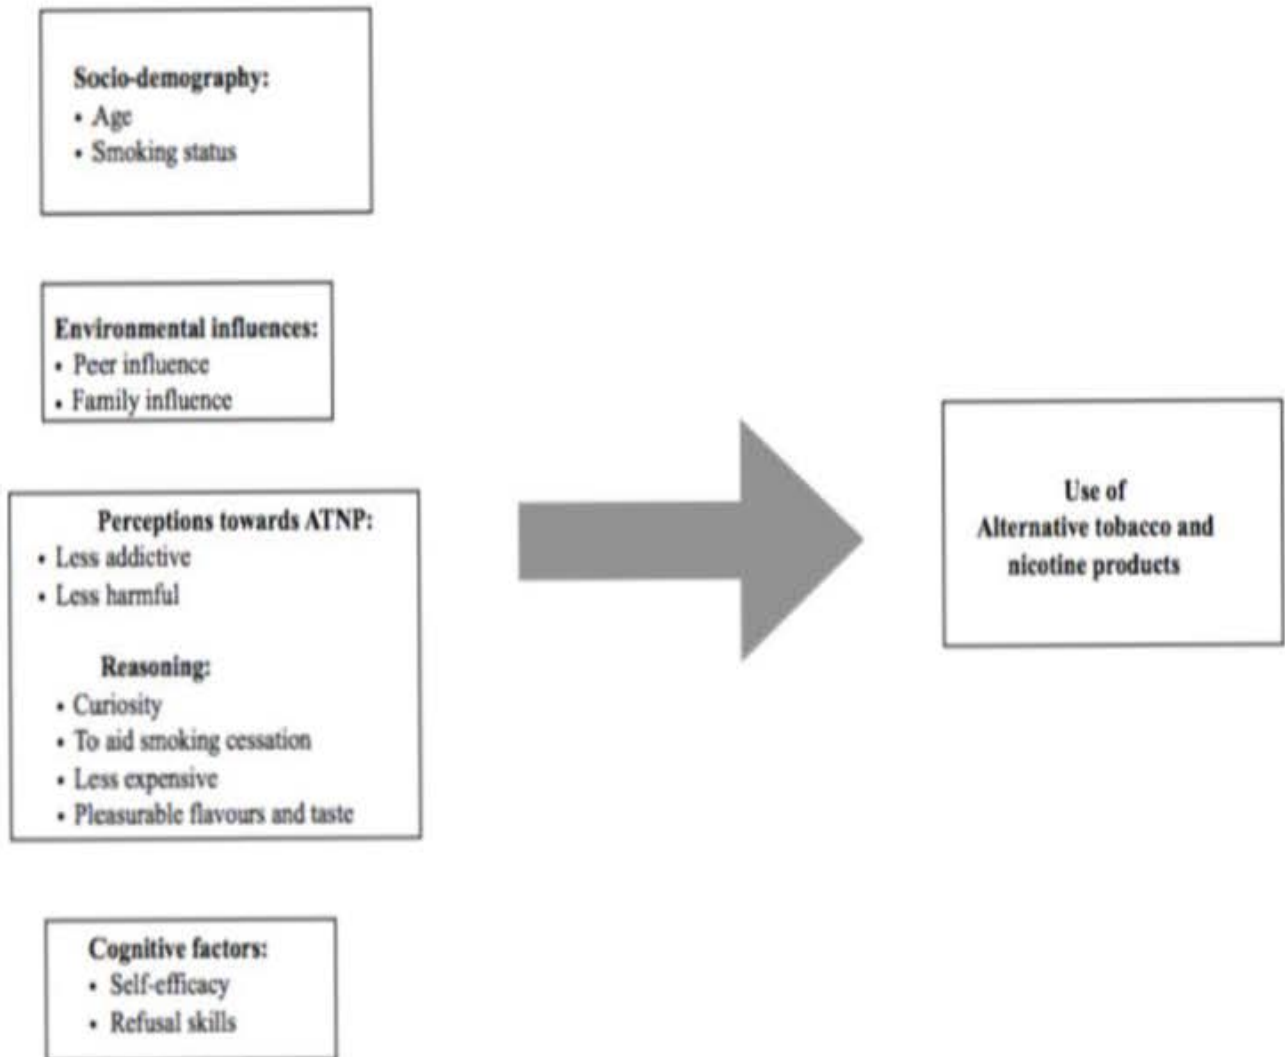 Socio-demography:
• Age
• Smoking status
Environmental influences:
• Peer influence
• Family influence
Perceptions towards ATNP:
• Less addictive
• Less harmful
Reasoning:
• Curiosity
• To aid smoking cessation
• Less expensive
• Pleasurable flavours and taste
Cognitive factors:
• Self-efficacy
• Refusal skills
Use of
Alternative tobacco and
nicotine products